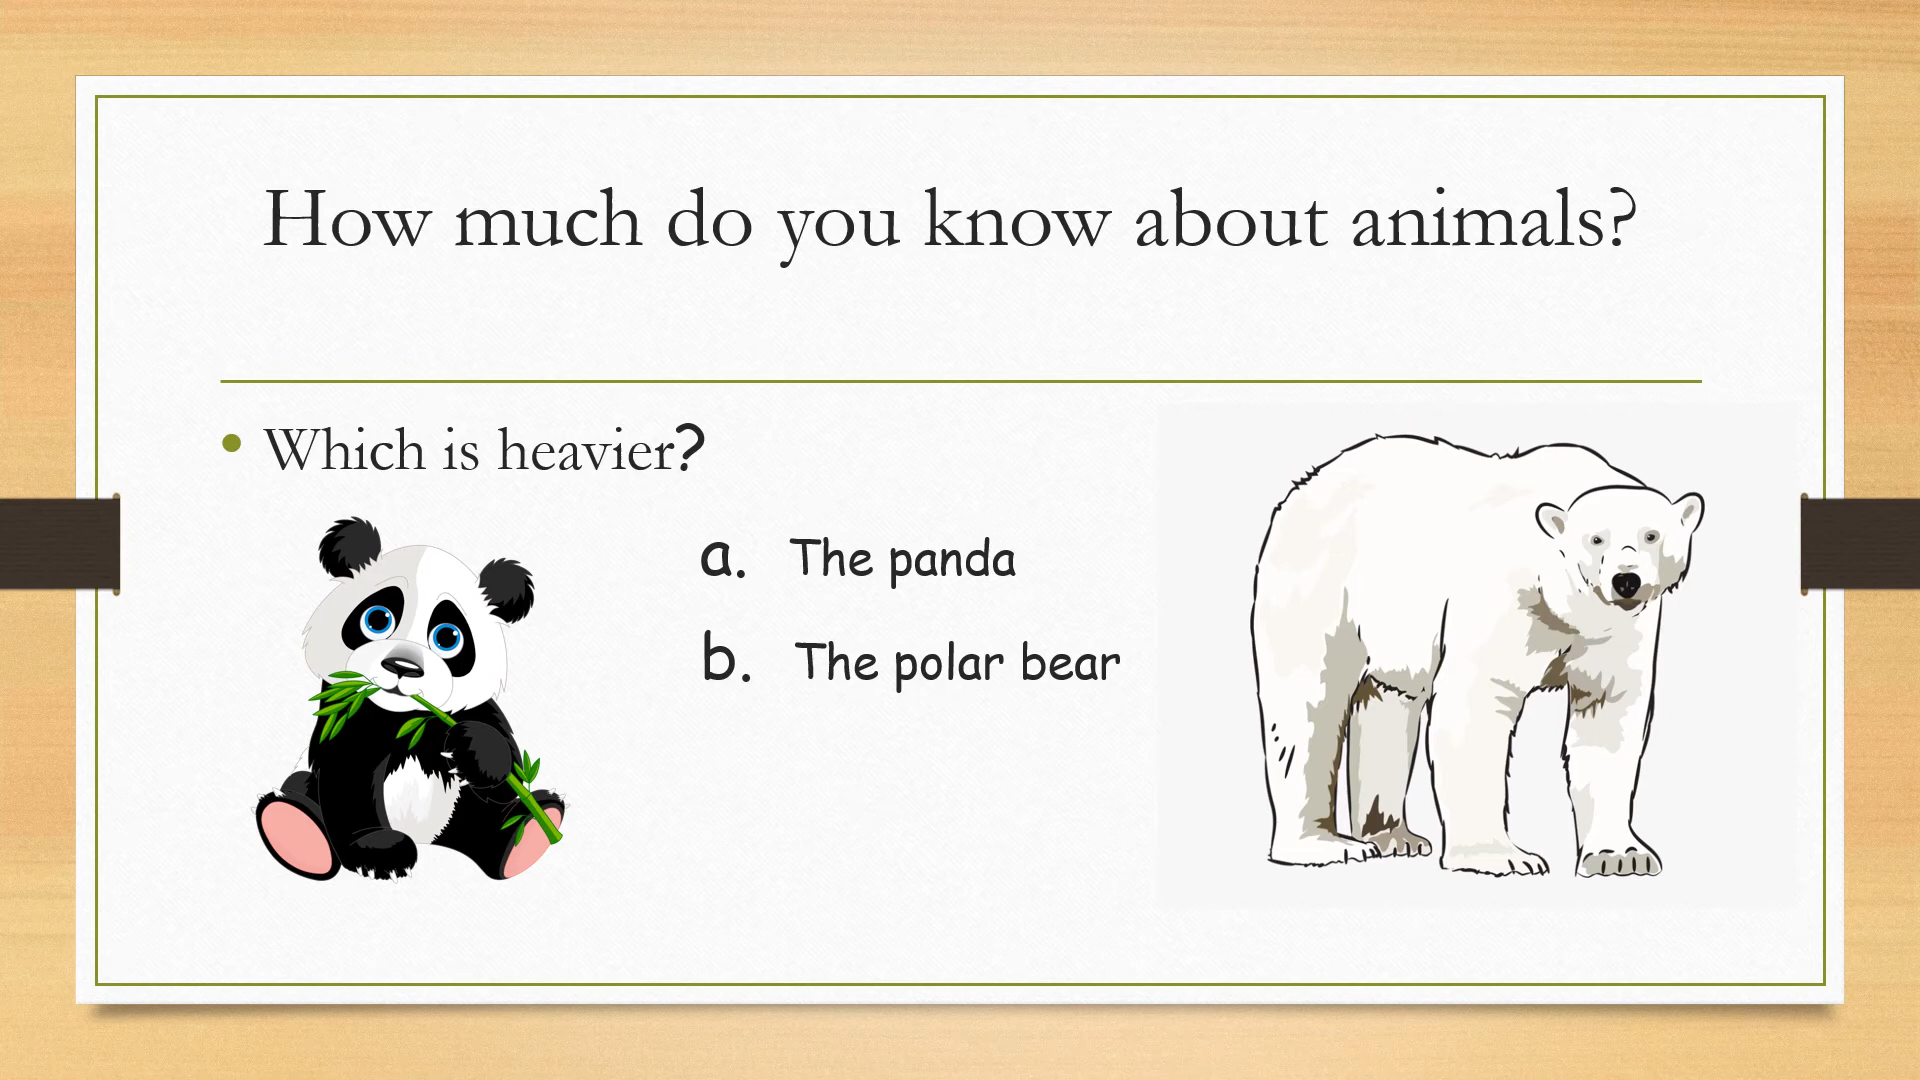 How much do you know about animals?
• Which is heavier?
a. The panda
b. The polar bear